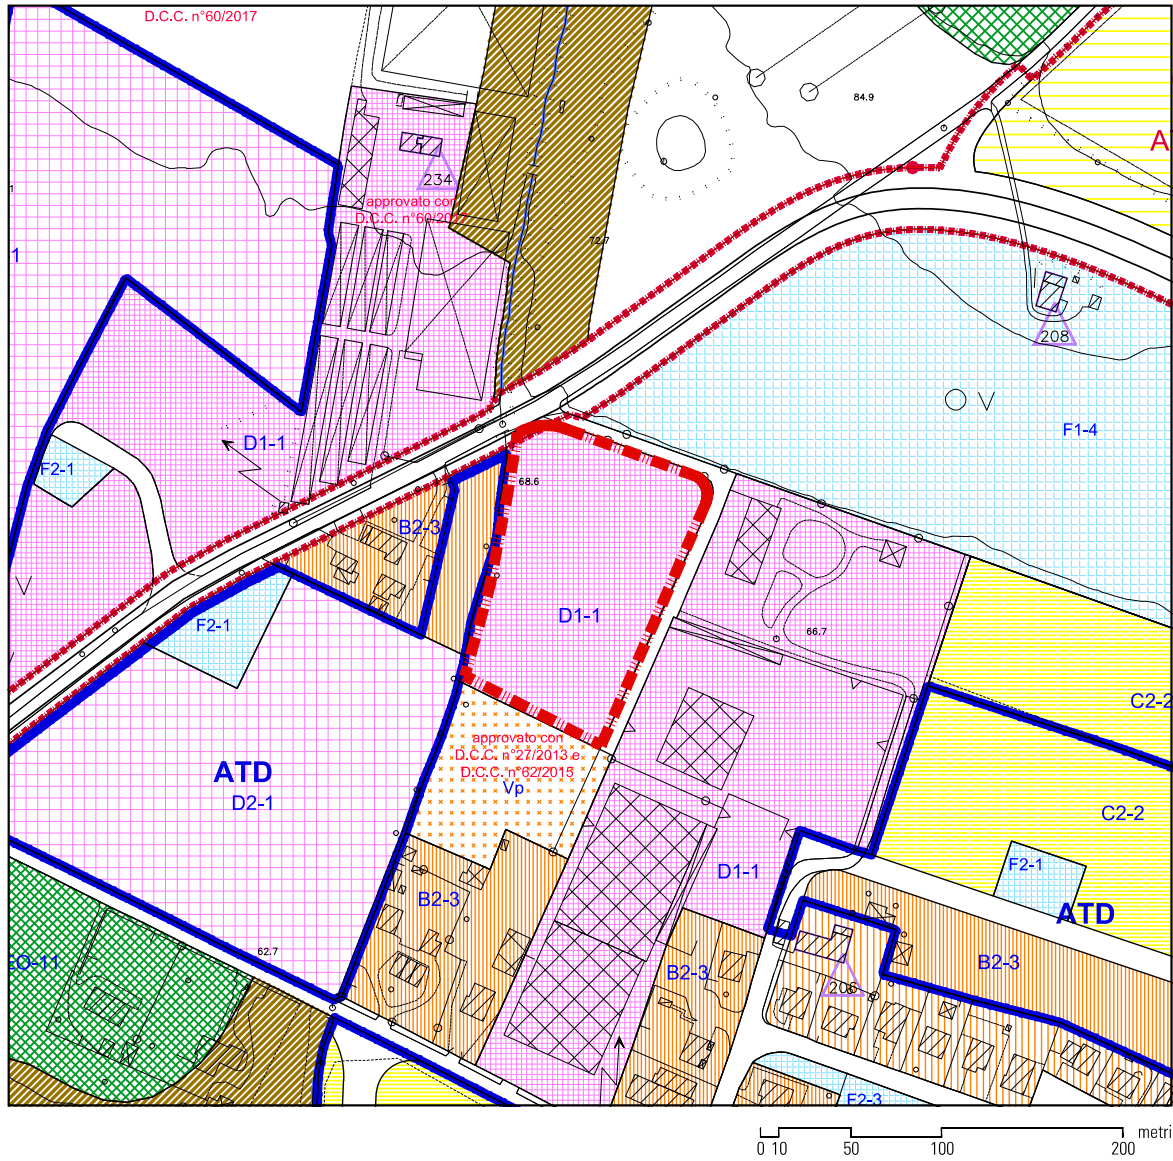 D.C.C. n°60/2017
84.9
A
234
approvato con
D.C.C. n°60/2017
72.7
1
1
208
F1-4
D1-1
F2-1
68.6
B2-3
D1-1
F2-1
66.7
C2-2
approvato con
D.C.C. n°27/2013 e
D.C.C. n°62/2015
Vp
ATD
D2-1
C2-2
F2-1
D1-1
B2-3
ATD
62.7
EO-11
B2-3
B2-3
206
F2-3
metri
0 10 50 100 200